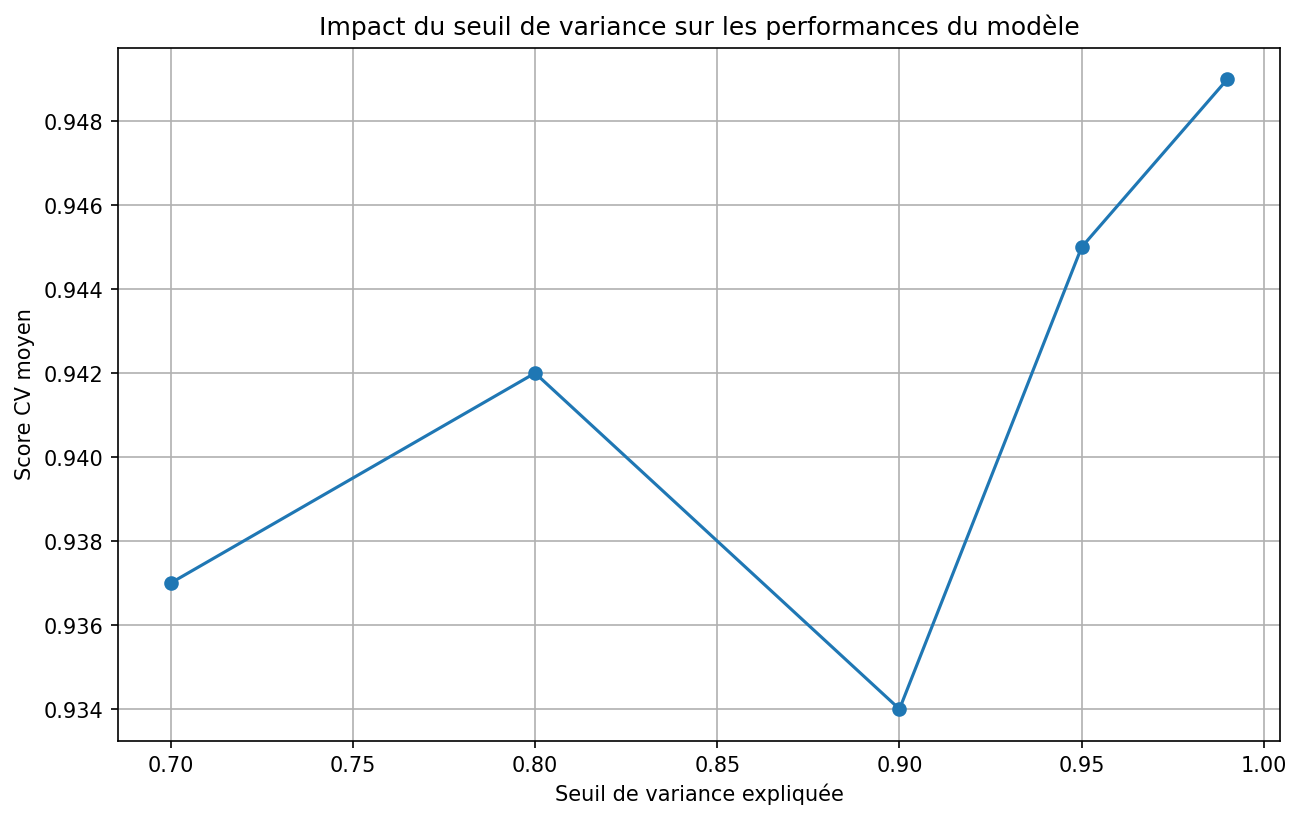 Impact du seuil de variance sur les performances du modèle
0.948
0.946
0.944
0.942
0.940
0.938
0.936
0.934
Score CV moyen
0.70 0.75 0.80 0.85 0.90 0.95 1.00
Seuil de variance expliquée